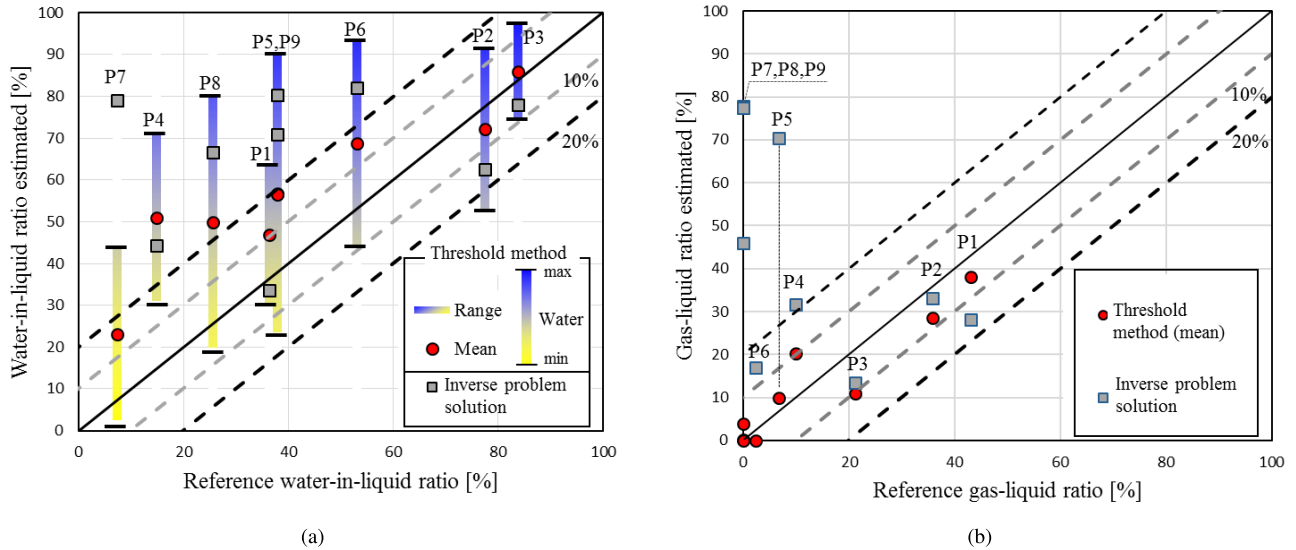 100
90
80
70
60
50
40
30
20
10
0
Water-in-liquid ratio estimated [%]
P7
P4
P8
P5,P9
P1
P6
P2
P3
10%
20%
Threshold method
Range
Mean
max
Water
min
Inverse problem
solution
0
20
40
60
80
100
Reference water-in-liquid ratio [%]
(a)
100
90
80
70
60
50
40
30
20
10
0
Gas-liquid ratio estimated [%]
P7,P8,P9
P5
P4
P6
P3
P2
P1
10%
20%
Threshold
method (mean)
Inverse problem
solution
0
20
40
60
80
100
Reference gas-liquid ratio [%]
(b)